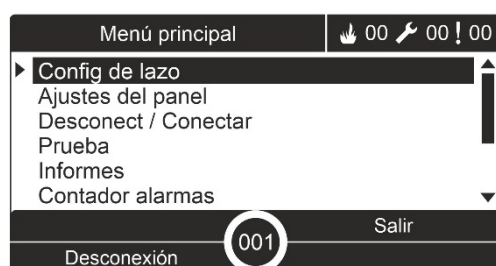 Menú principal 00 00 ! 00
Config de lazo
Ajustes del panel
Desconect / Conectar
Prueba
Informes
Contador alarmas
Salir
001
Desconexión